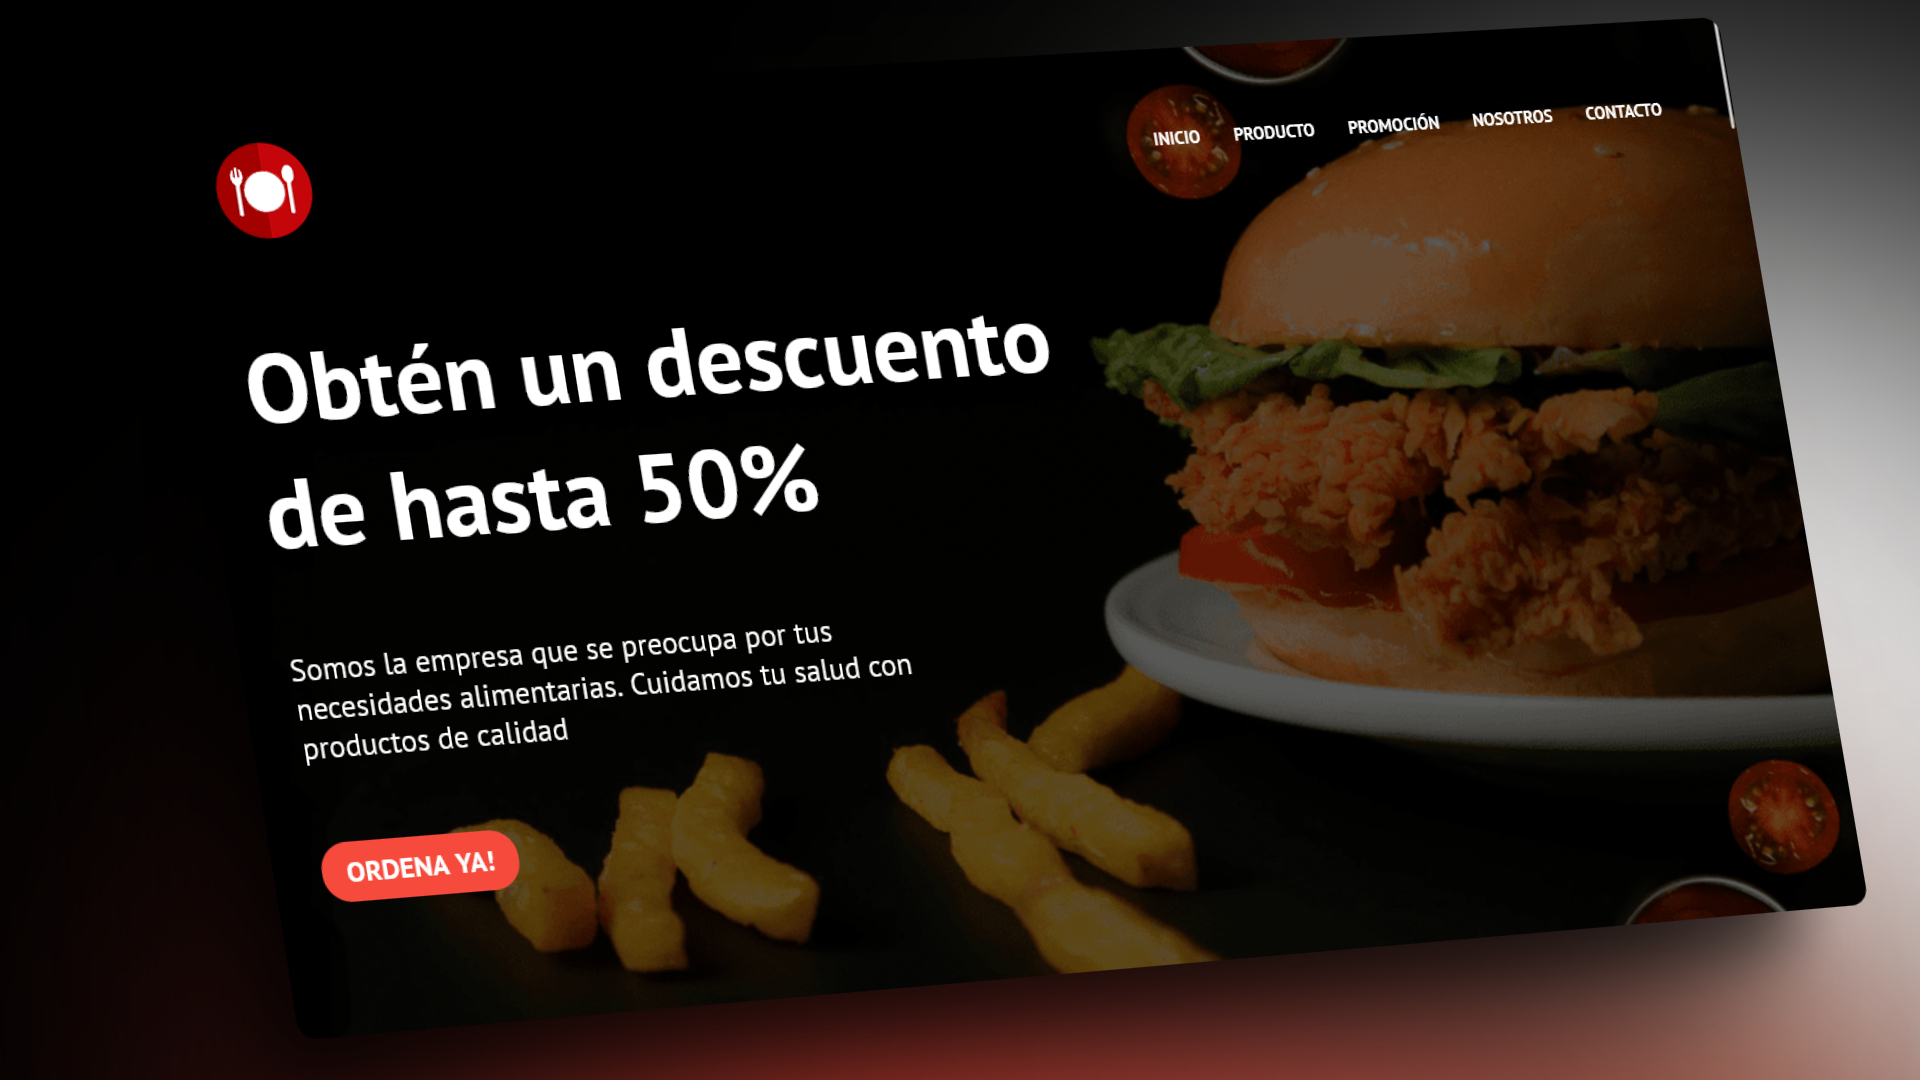 INICIO PRODUCTO PROMOCIÓN NOSOTROS CONTACTO
Obtén un descuento
de hasta 50%
Somos la empresa que se preocupa por tus
necesidades alimentarias. Cuidamos tu salud con
productos de calidad
ORDENA YA!